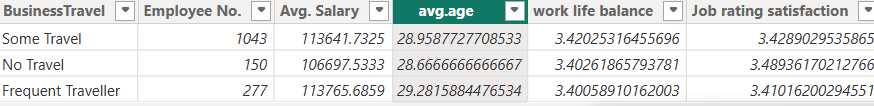 BusinessTravel Employee No. Avg. Salary avg.age work life balance Job rating satisfaction
Some Travel 1043 113641.7325 28.9587727708533 3.42025316455696 3.4289029535865
No Travel 150 106697.5333 28.6666666666667 3.40261865793781 3.48936170212766
Frequent Traveller 277 113765.6859 29.2815884476534 3.40058910162003 3.41016200294551